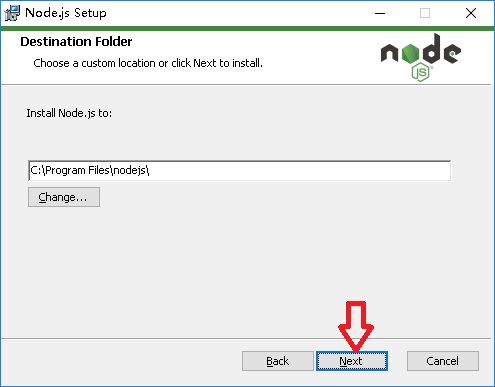 Node.js Setup
Destination Folder
Choose a custom location or click Next to install.
node
JS
Install Node.js to:
C:\Program Files\nodejs\
Change...
Back
Next
Cancel